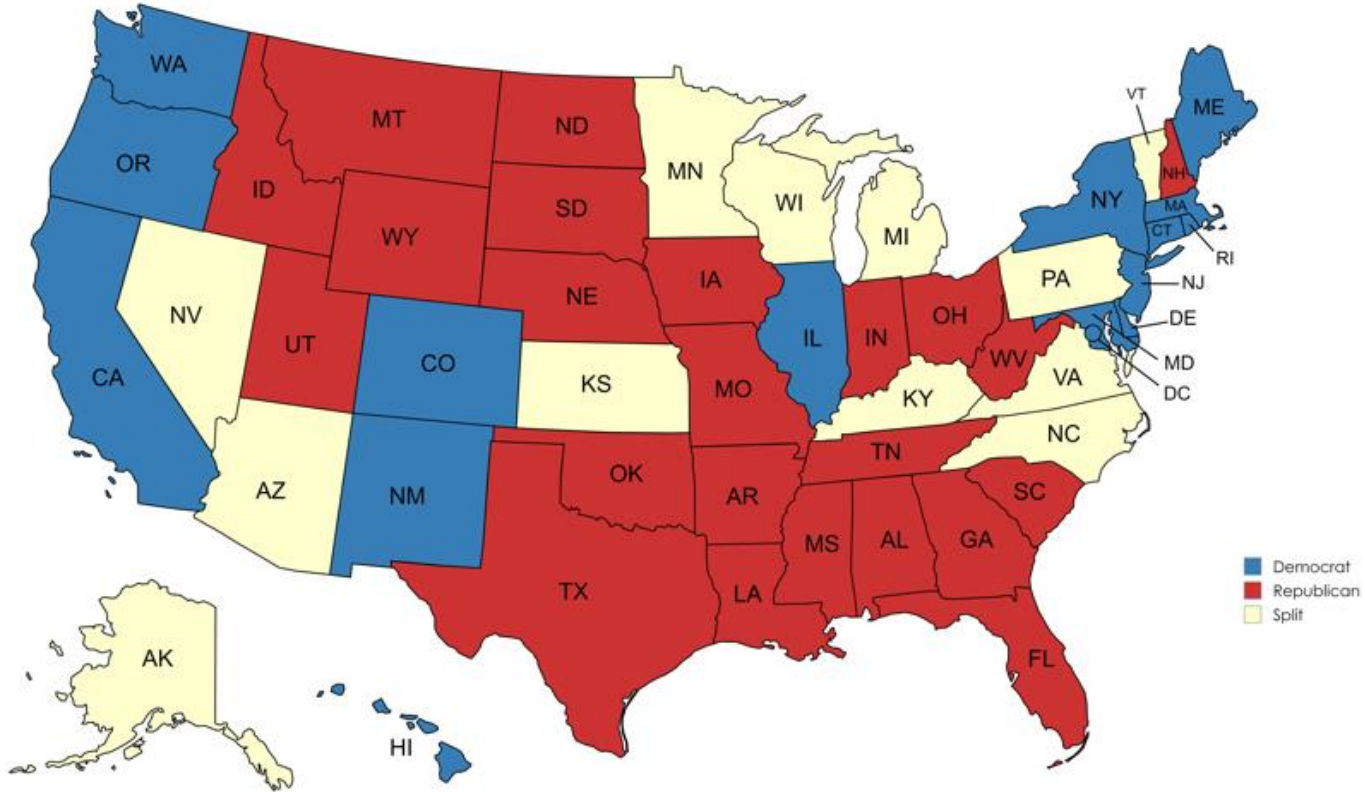 WA
OR
CA
NV
ID
MT
WY
UT
AZ
CO
NM
ND
SD
NE
KS
OK
TX
MN
IA
MO
AR
LA
WI
IL
MI
IN
OH
KY
TN
MS
AL
GA
FL
SC
NC
VA
WV
PA
NY
VT
NH
ME
MA
CT
RI
NJ
DE
MD
DC
AK
HI
Democrat
Republican
Split